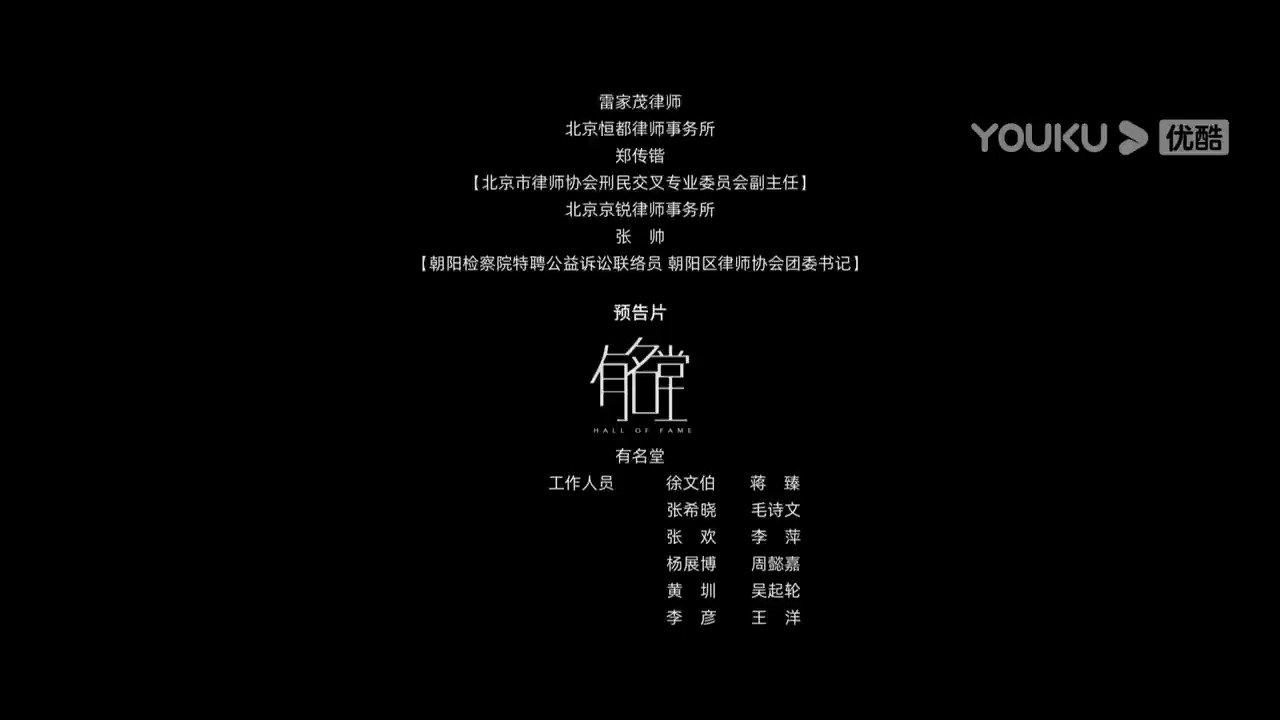 雷家茂律师
YOUKU 优酷
北京恒都律师事务所
郑传锴
【北京市律师协会刑民交叉专业委员会副主任】
北京京锐律师事务所
张 帅
【朝阳检察院特聘公益诉讼联络员 朝阳区律师协会团委书记】
预告片
有名堂
HALL OF FAME
有名堂
工作人员 徐文伯 蒋 臻
张希晓 毛诗文
张 欢 李 萍
杨展博 周懿嘉
黄 圳 吴起轮
李 彦 王 洋